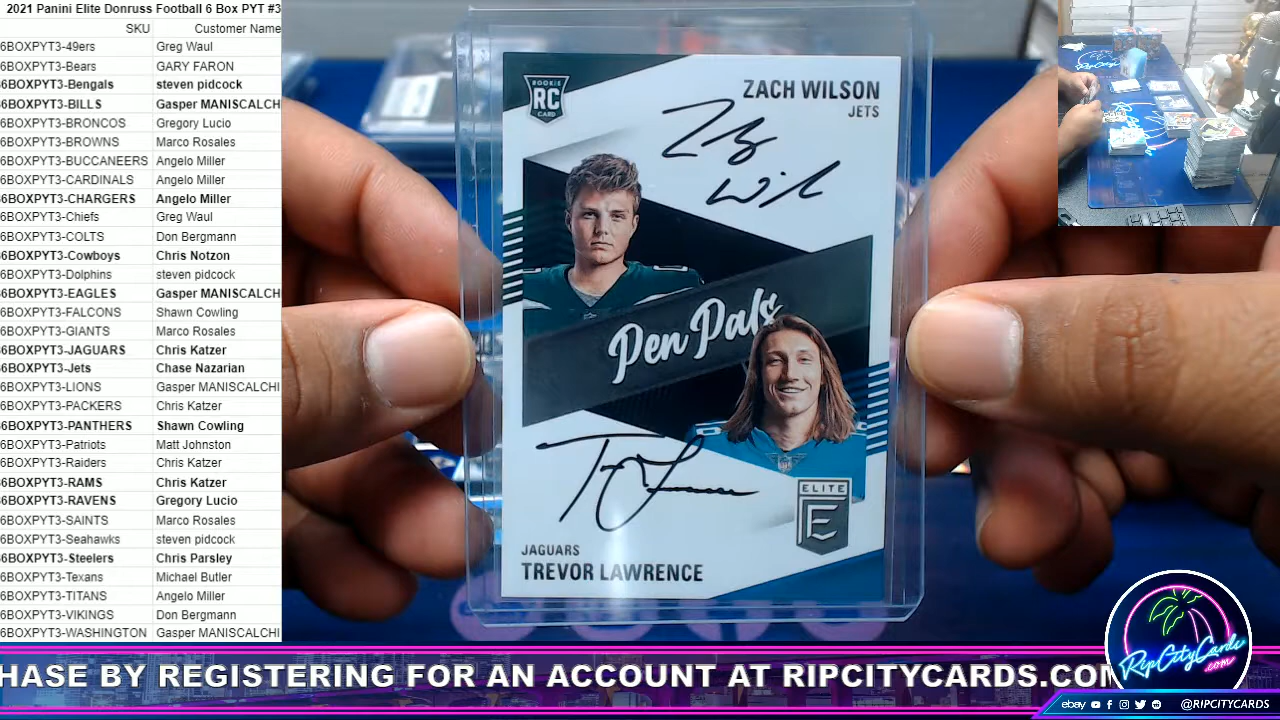 2021 Panini Elite Donruss Football 6 Box PYT #3
SKU Customer Name
6BOXPYT3-49ers Greg Waul
6BOXPYT3-Bears GARY FARON
6BOXPYT3-Bengals steven pidcock
6BOXPYT3-BILLS Gasper MANISCALCH
6BOXPYT3-BRONCOS Gregory Lucio
6BOXPYT3-BROWNS Marco Rosales
6BOXPYT3-BUCCANEERS Angelo Miller
6BOXPYT3-CARDINALS Angelo Miller
6BOXPYT3-CHARGERS Angelo Miller
6BOXPYT3-Chiefs Greg Waul
6BOXPYT3-COLTS Don Bergmann
6BOXPYT3-Cowboys Chris Notzon
6BOXPYT3-Dolphins steven pidcock
6BOXPYT3-EAGLES Gasper MANISCALCH
6BOXPYT3-FALCONS Shawn Cowling
6BOXPYT3-GIANTS Marco Rosales
6BOXPYT3-JAGUARS Chris Katzer
6BOXPYT3-Jets Chase Nazarian
6BOXPYT3-LIONS Gasper MANISCALCHI
6BOXPYT3-PACKERS Chris Katzer
6BOXPYT3-PANTHERS Shawn Cowling
6BOXPYT3-Patriots Matt Johnston
6BOXPYT3-Raiders Chris Katzer
6BOXPYT3-RAMS Chris Katzer
6BOXPYT3-RAVENS Gregory Lucio
6BOXPYT3-SAINTS Marco Rosales
6BOXPYT3-Seahawks steven pidcock
6BOXPYT3-Steelers Chris Parsley
6BOXPYT3-Texans Michael Butler
6BOXPYT3-TITANS Angelo Miller
6BOXPYT3-VIKINGS Don Bergmann
6BOXPYT3-WASHINGTON Gasper MANISCALCHI
ROOKIE
RC
CARD
ZACH WILSON
JETS
Pen Pals
ELITE
E
JAGUARS
TREVOR LAWRENCE
HASE BY REGISTERING FOR AN ACCOUNT AT RIPCITYCARDS.COM
RipCityCards
.com
ebay @RIPCITYCARDS